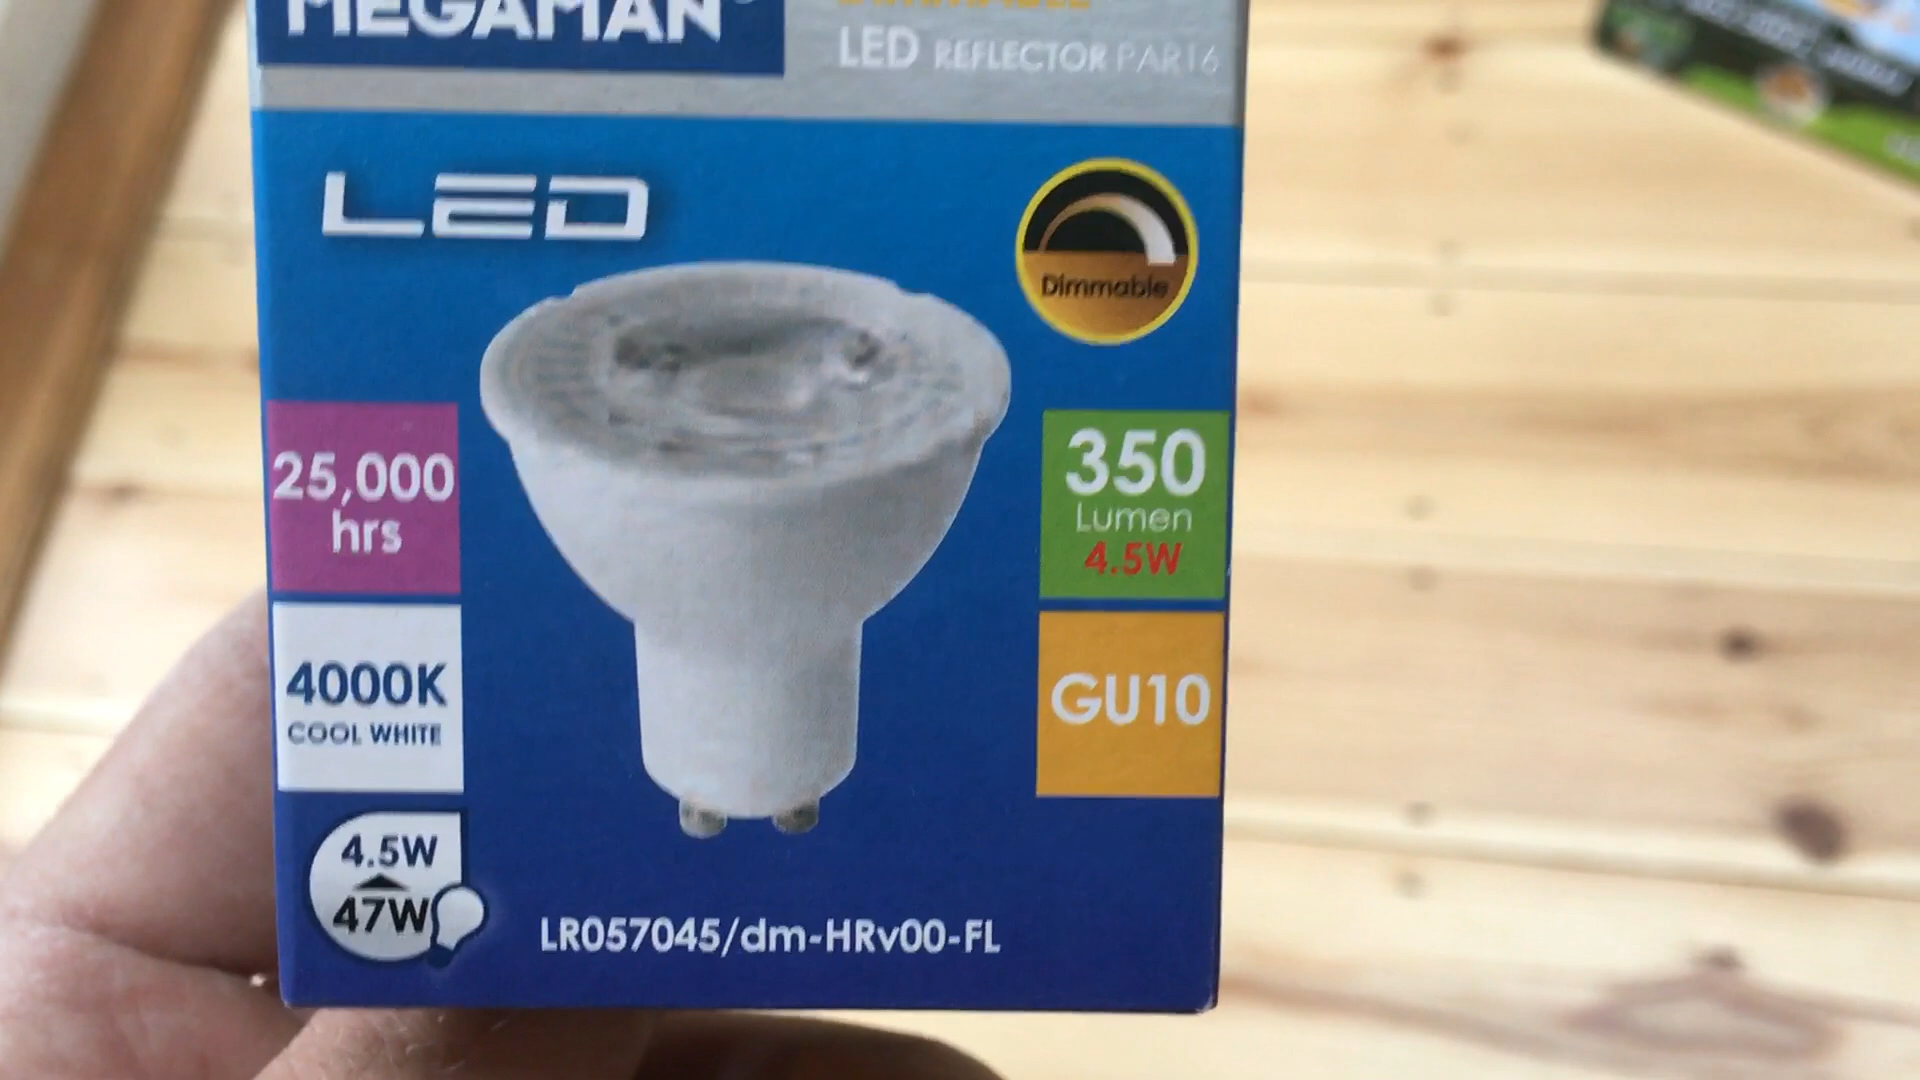 MEGAMAN
DIMMABLE
LED REFLECTOR PAR16
LED
Dimmable
25,000
hrs
350
Lumen
4.5W
4000K
COOL WHITE
GU10
4.5W
47W
LR057045/dm-HRv00-FL